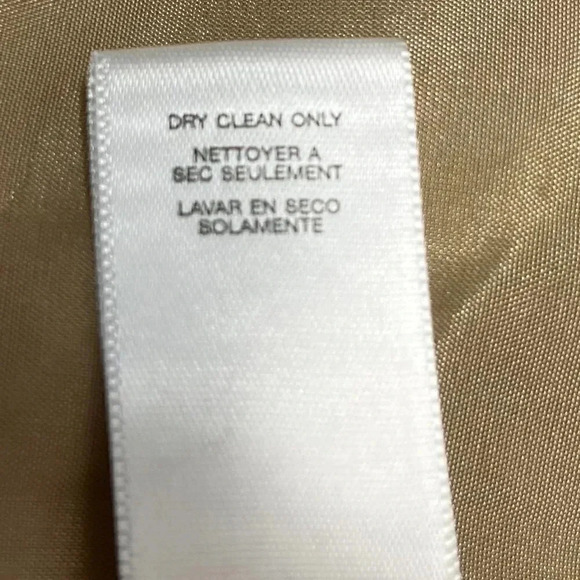 DRY CLEAN ONLY
NETTOYER A
SEC SEULEMENT
LAVAR EN SECO
SOLAMENTE